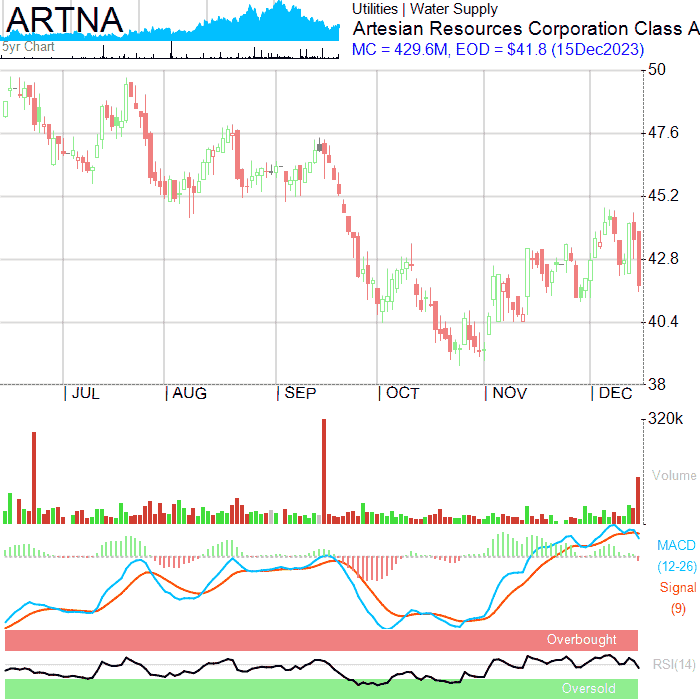 ARTNA
5yr Chart
Utilities | Water Supply
Artesian Resources Corporation Class A
MC = 429.6M, EOD = $41.8 (15Dec2023)
50
47.6
45.2
42.8
40.4
38
JUL AUG SEP OCT NOV DEC
320k
Volume
MACD
(12-26)
Signal
(9)
Overbought
RSI(14)
Oversold